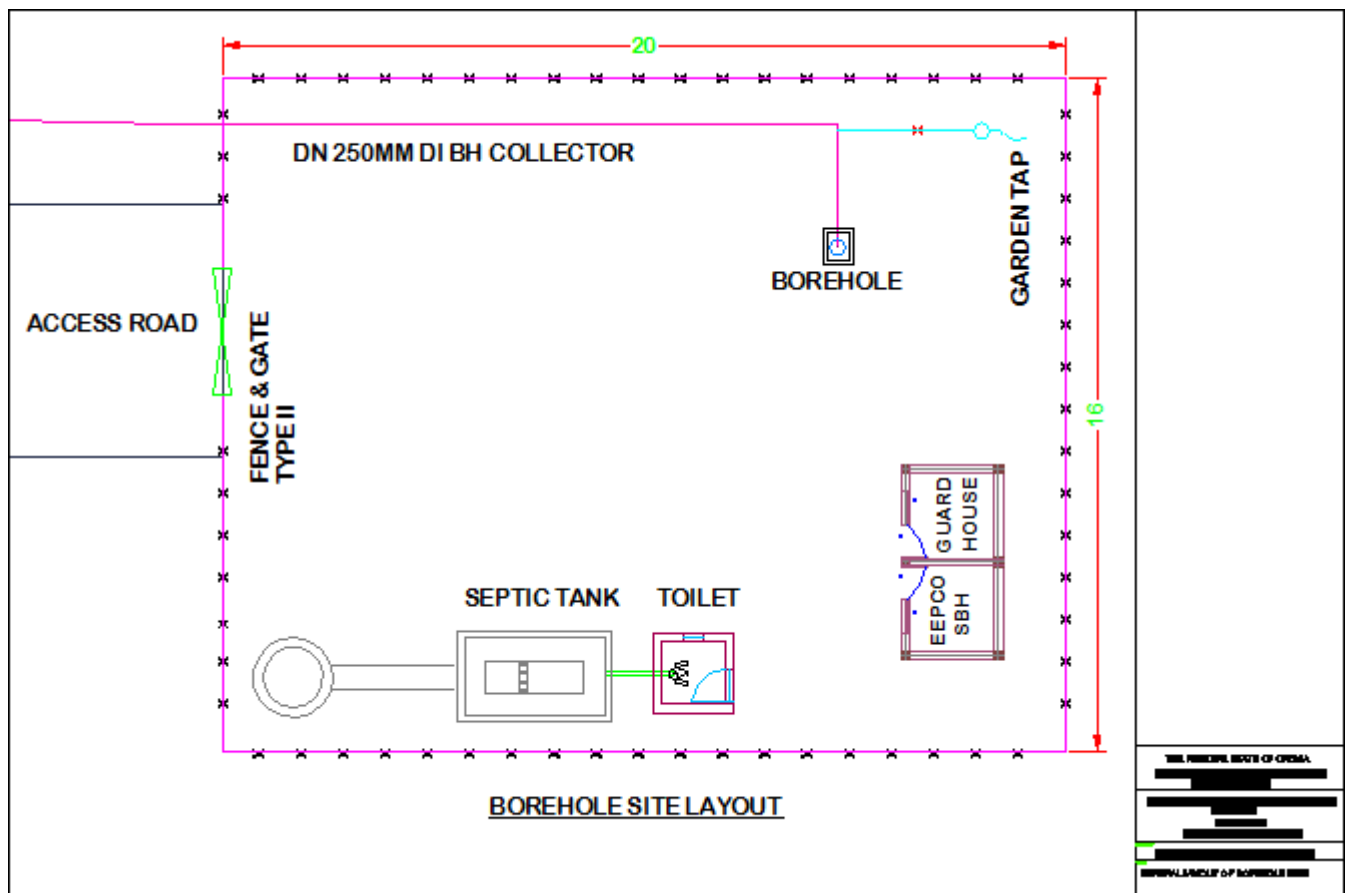 20
DN 250MM DI BH COLLECTOR
GARDEN TAP
BOREHOLE
ACCESS ROAD
FENCE & GATE
TYPE II
16
GUARD
HOUSE
EEPCO
SBH
SEPTIC TANK
TOILET
BOREHOLE SITE LAYOUT